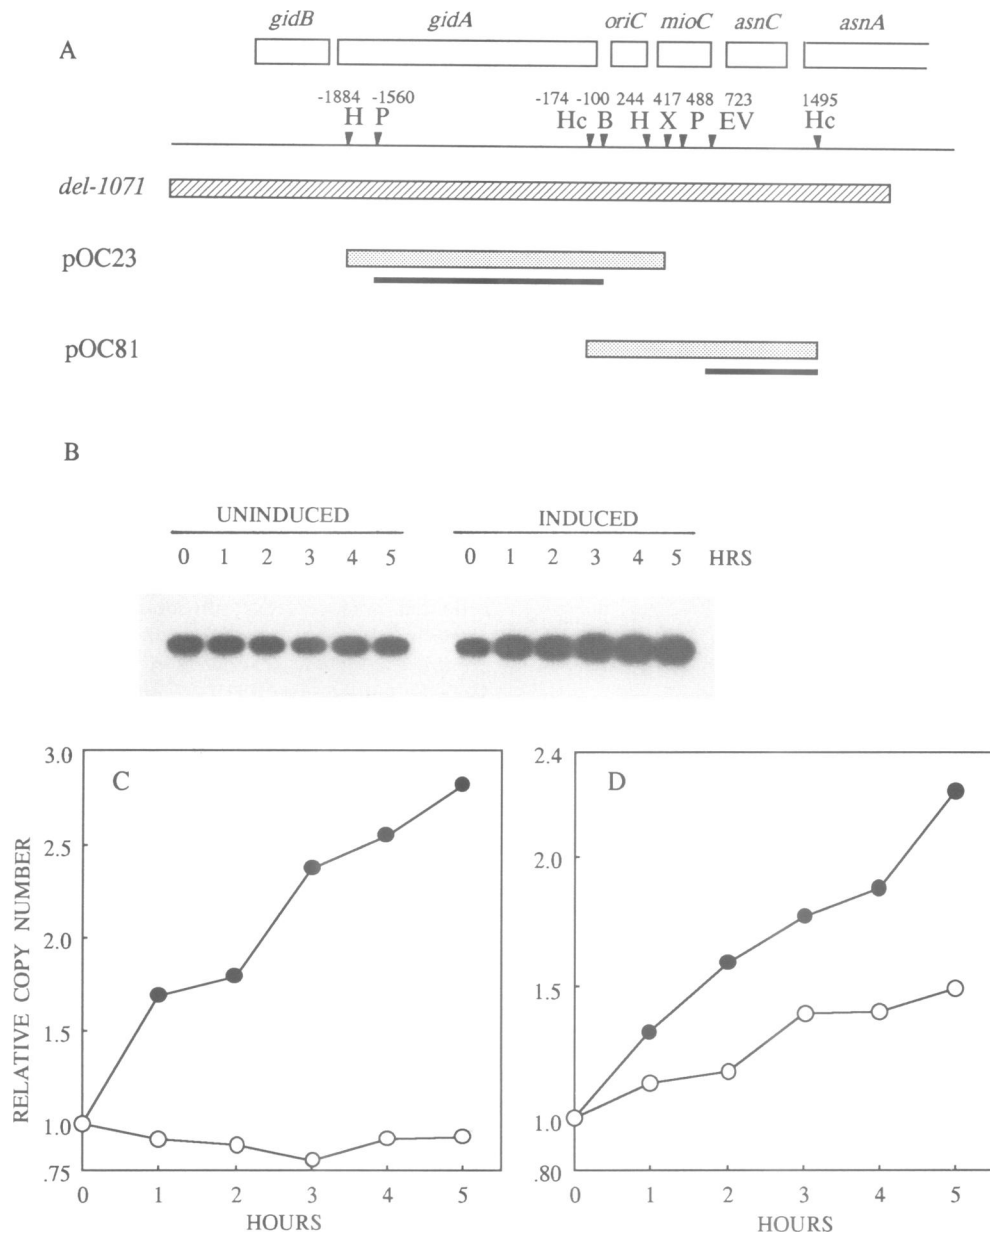 A
gidB gidA oriC mioC asnC asnA
-1884 -1560 -174 -100 244 417 488 723 1495
H P Hc B H X P EV Hc
del-1071
pOC23
pOC81
B
UNINDUCED INDUCED
0 1 2 3 4 5 0 1 2 3 4 5 HRS
C
RELATIVE COPY NUMBER
3.0
2.5
2.0
1.5
1.0
.75
0 1 2 3 4 5
HOURS
D
2.4
2.0
1.5
1.0
.80
0 1 2 3 4 5
HOURS